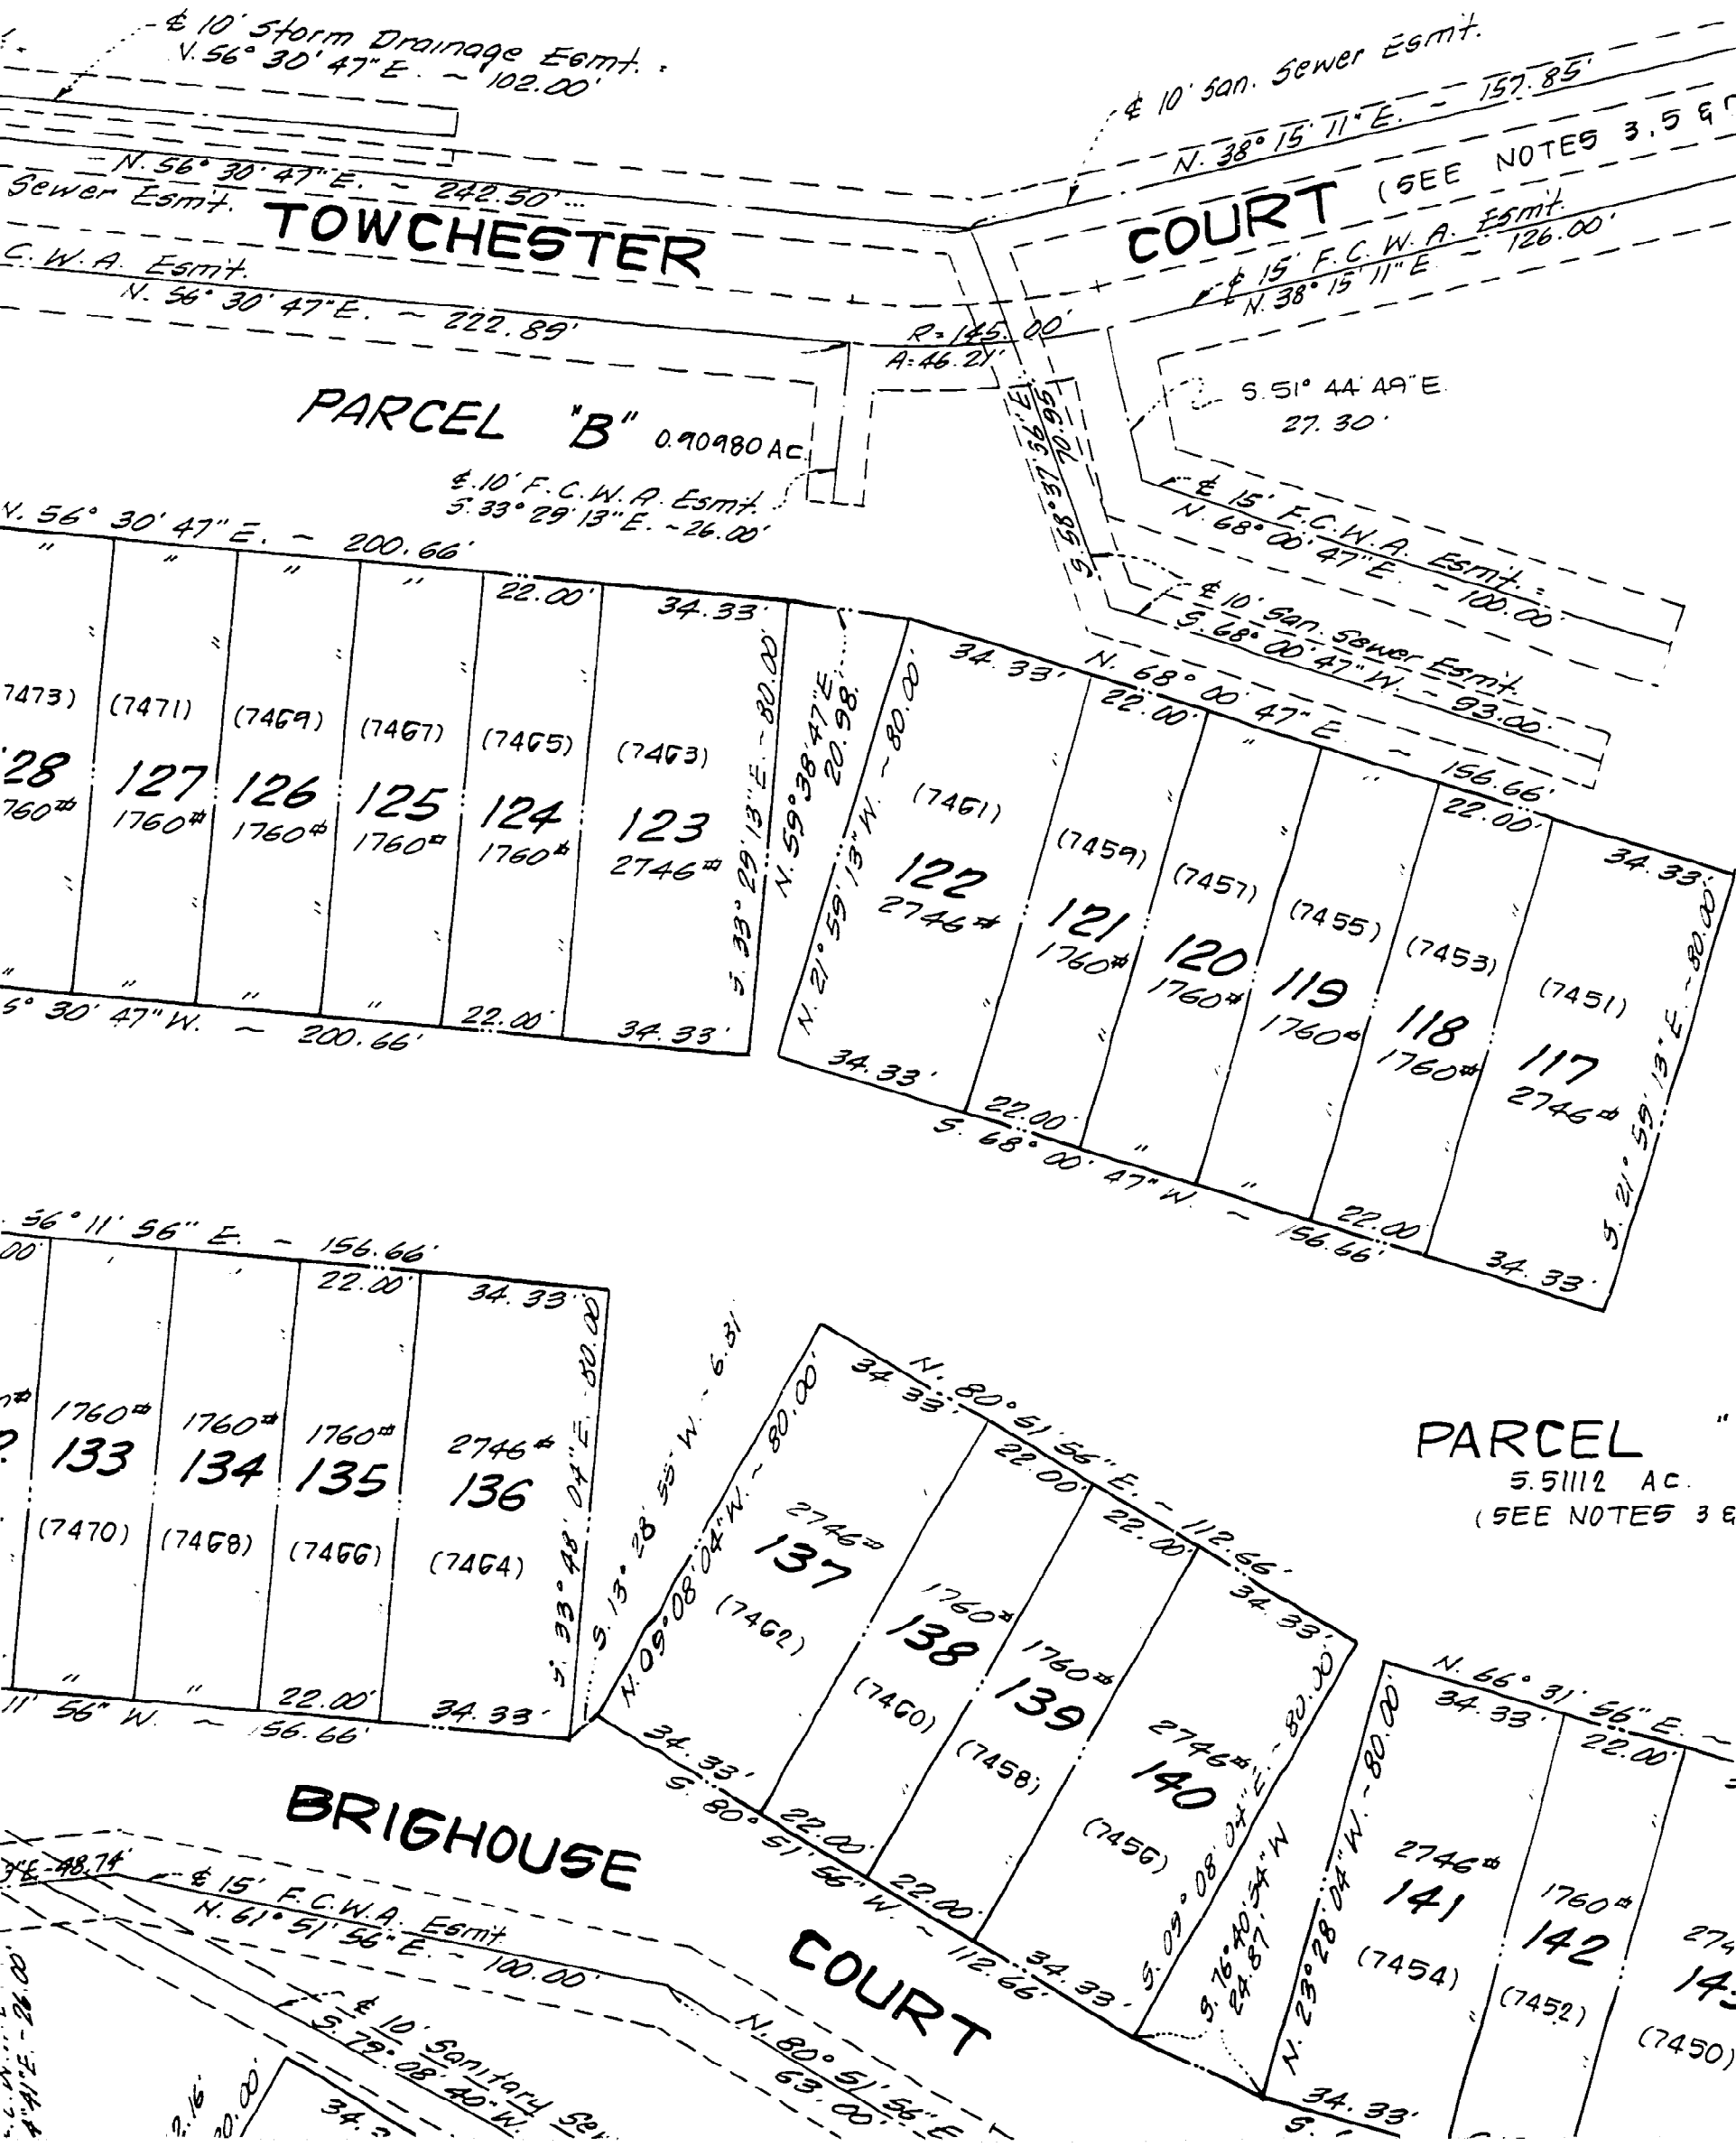 ℄ 10' Storm Drainage Esmt. :
N. 56° 30' 47" E. ~ 102.00'
℄ 10' San. Sewer Esmt.
N. 38° 15' 11" E. ~ 157.85'
N. 56° 30' 47" E. ~ 242.50'
Sewer Esmt.
TOWCHESTER
COURT (SEE NOTES 3.5 &
C. W. A. Esmt.
N. 56° 30' 47" E. ~ 222.89'
℄ 15' F. C. W. A. Esmt.
N. 38° 15' 11" E ~ 126.00'
R=145.00'
A=46.21'
S. 51° 44' 49" E.
27.30'
PARCEL "B" 0.90980 AC.
℄ 10' F. C. W. A. Esmt.
S. 33° 29' 13" E. ~ 26.00'
S. 58° 37' 36" E.
70.95'
℄ 15' F.C.W.A. Esmt. :
N. 68° 00' 47" E. ~ 100.00'
℄ 10' San. Sewer Esmt.
S. 68° 00' 47" W. ~ 93.00'
N. 56° 30' 47" E. ~ 200.66'
" " " " 22.00' 34.33'
7473) (7471) (7469) (7467) (7465) (7463)
128 127 126 125 124 123
760# 1760# 1760# 1760# 1760# 2746#
S. 33° 29' 13" E. ~ 80.00'
N. 59° 38' 47" E.
20.98'
" " " " 22.00' 34.33'
30' 47" W. ~ 200.66'
N. 68° 00' 47" E. ~ 156.66'
34.33' 22.00' " " 22.00' 34.33'
N. 21° 59' 13" W. ~ 80.00'
(7461) (7459) (7457) (7455) (7453) (7451)
122 121 120 119 118 117
2746# 1760# 1760# 1760# 1760# 2746#
S. 21° 59' 13" E. ~ 80.00'
34.33' 22.00' " " 22.00' 34.33'
S. 68° 00' 47" W. ~ 156.66'
56° 11' 56" E. ~ 156.66'
00' 22.00' 34.33'
1760# 1760# 1760# 2746#
133 134 135 136
(7470) (7468) (7466) (7464)
S. 33° 48' 04" E. - 80.00
S. 13° 28' 55" W. ~ 6.31
" " 22.00' 34.33'
11' 56" W. ~ 156.66'
N. 80° 51' 56" E. ~ 112.66'
34.33' 22.00' 22.00' 34.33'
N. 09° 08' 04" W. ~ 80.00'
2746# 1760# 1760# 2746#
137 138 139 140
(7462) (7460) (7458) (7456)
S. 09° 08' 04" E. ~ 80.00'
34.33' 22.00' 22.00' 34.33'
S. 80° 51' 56" W. ~ 112.66'
S. 76° 40' 54" W
24.87'
PARCEL "
5.51112 AC.
(SEE NOTES 3 &
N. 66° 31' 56" E. ~
34.33' 22.00'
N. 23° 28' 04" W. ~ 80.00'
2746# 1760# 274
141 142 14
(7454) (7452) (7450)
34.33'
S.
BRIGHOUSE
COURT
E - 48.74'
℄ 15' F.C.W.A. Esmt
N. 61° 51' 56" E. ~ 100.00'
℄ 10' Sanitary Sew
S. 79° 08' 40" W.
N. 80° 51' 56" E
63.00'
41" E. - 26.00'
2.16'
0.00'
34.3